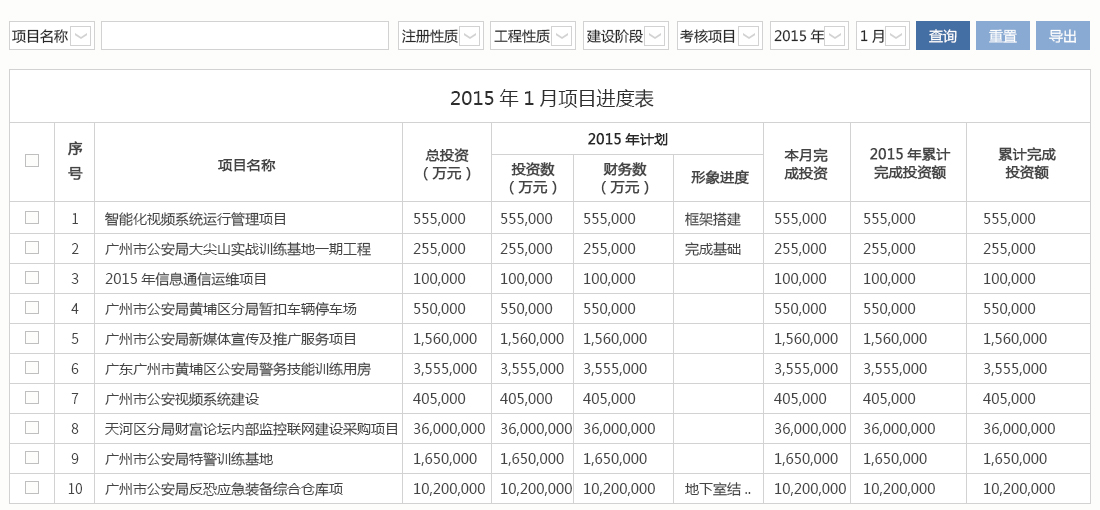 项目名称 注册性质 工程性质 建设阶段 考核项目 2015 年 1 月 查询 重置 导出
2015 年 1 月项目进度表
序号 项目名称 总投资（万元） 2015 年计划 投资数（万元） 财务数（万元） 形象进度 本月完成投资 2015 年累计完成投资额 累计完成投资额
1 智能化视频系统运行管理项目 555,000 555,000 555,000 框架搭建 555,000 555,000 555,000
2 广州市公安局大尖山实战训练基地一期工程 255,000 255,000 255,000 完成基础 255,000 255,000 255,000
3 2015 年信息通信运维项目 100,000 100,000 100,000 100,000 100,000 100,000
4 广州市公安局黄埔区分局暂扣车辆停车场 550,000 550,000 550,000 550,000 550,000 550,000
5 广州市公安局新媒体宣传及推广服务项目 1,560,000 1,560,000 1,560,000 1,560,000 1,560,000 1,560,000
6 广东广州市黄埔区公安局警务技能训练用房 3,555,000 3,555,000 3,555,000 3,555,000 3,555,000 3,555,000
7 广州市公安视频系统建设 405,000 405,000 405,000 405,000 405,000 405,000
8 天河区分局财富论坛内部监控联网建设采购项目 36,000,000 36,000,000 36,000,000 36,000,000 36,000,000 36,000,000
9 广州市公安局特警训练基地 1,650,000 1,650,000 1,650,000 1,650,000 1,650,000 1,650,000
10 广州市公安局反恐应急装备综合仓库项 10,200,000 10,200,000 10,200,000 地下室结 .. 10,200,000 10,200,000 10,200,000